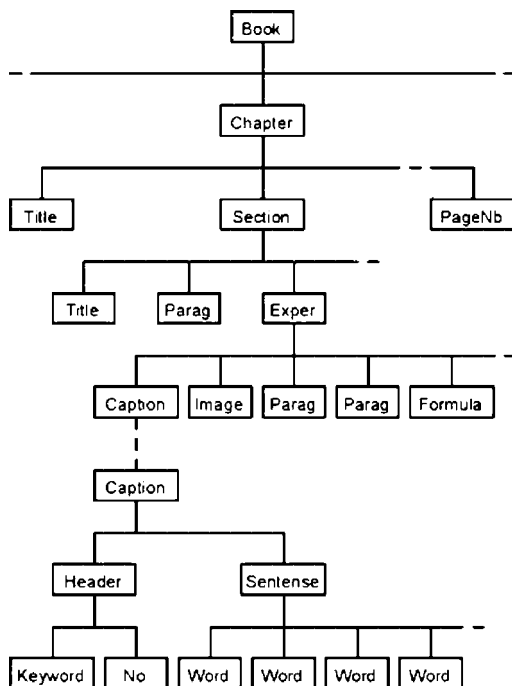 Book
Chapter
Title Section PageNb
Title Parag Exper
Caption Image Parag Parag Formula
Caption
Header Sentense
Keyword No Word Word Word Word